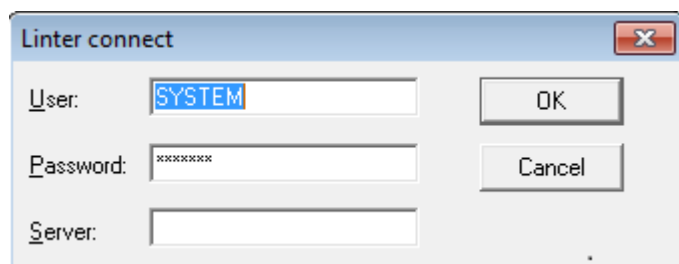 Linter connect
User: SYSTEM OK
Password: ******* Cancel
Server: